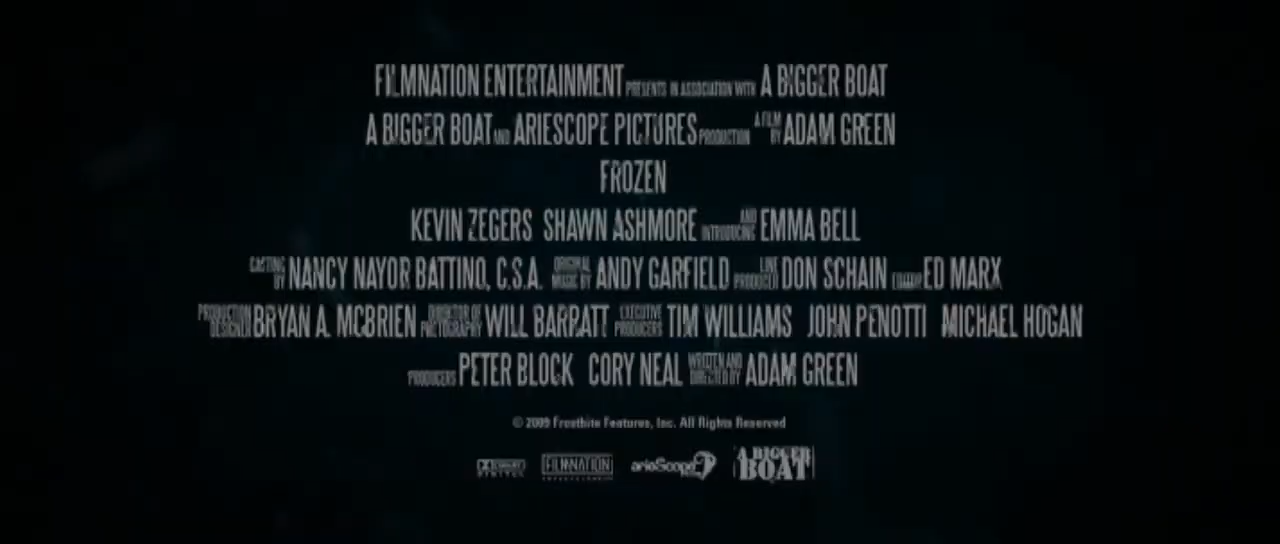 FILMNATION ENTERTAINMENT PRESENTS IN ASSOCIATION WITH A BIGGER BOAT
A BIGGER BOAT AND ARIESCOPE PICTURES PRODUCTION A FILM BY ADAM GREEN
FROZEN
KEVIN ZEGERS SHAWN ASHMORE AND INTRODUCING EMMA BELL
CASTING BY NANCY NAYOR BATTINO, C.S.A. ORIGINAL MUSIC BY ANDY GARFIELD LINE PRODUCER DON SCHAIN EDITOR ED MARX
PRODUCTION DESIGNER BRYAN A. MCBRIEN DIRECTOR OF PHOTOGRAPHY WILL BARRATT EXECUTIVE PRODUCERS TIM WILLIAMS JOHN PENOTTI MICHAEL HOGAN
PRODUCERS PETER BLOCK CORY NEAL WRITTEN AND DIRECTED BY ADAM GREEN
© 2009 Frostbite Features, Inc. All Rights Reserved
DOLBY DIGITAL FILMNATION ENTERTAINMENT arieScope A BIGGER BOAT